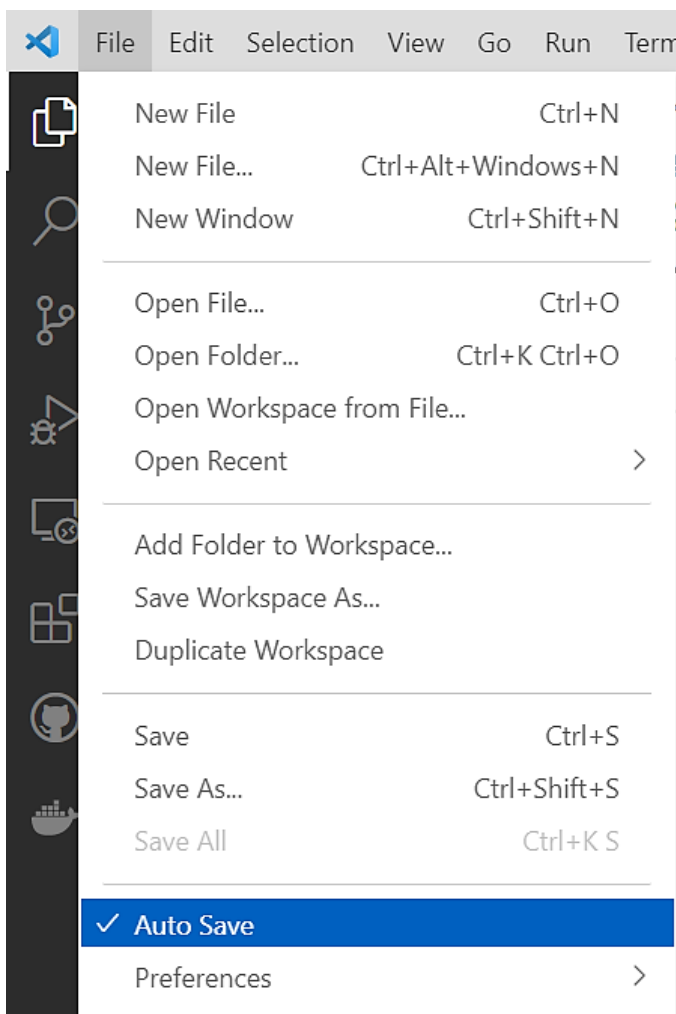 File Edit Selection View Go Run Term
New File Ctrl+N
New File... Ctrl+Alt+Windows+N
New Window Ctrl+Shift+N
Open File... Ctrl+O
Open Folder... Ctrl+K Ctrl+O
Open Workspace from File...
Open Recent
Add Folder to Workspace...
Save Workspace As...
Duplicate Workspace
Save Ctrl+S
Save As... Ctrl+Shift+S
Save All Ctrl+K S
Auto Save
Preferences